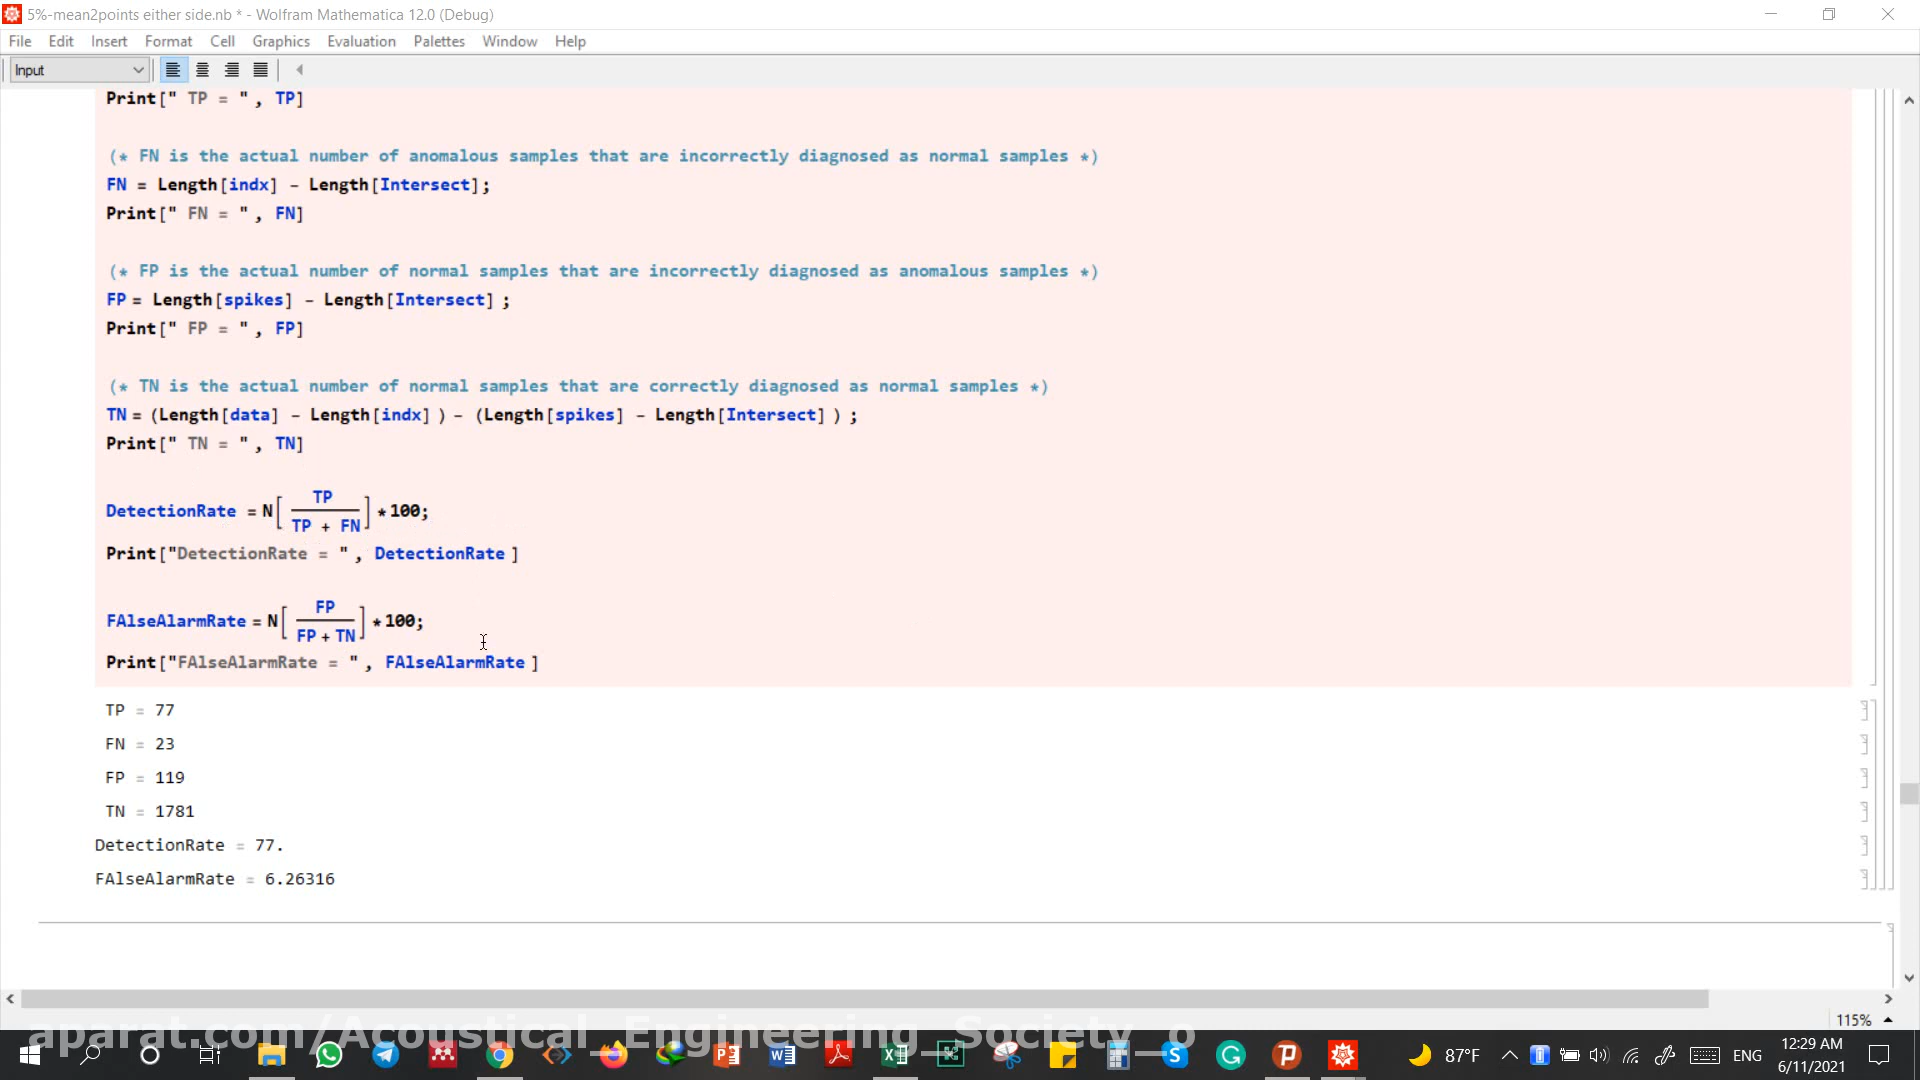 5%-mean2points either side.nb * - Wolfram Mathematica 12.0 (Debug)
File Edit Insert Format Cell Graphics Evaluation Palettes Window Help
Input
Print[" TP = ", TP]
(* FN is the actual number of anomalous samples that are incorrectly diagnosed as normal samples *)
FN = Length[indx] - Length[Intersect];
Print[" FN = ", FN]
(* FP is the actual number of normal samples that are incorrectly diagnosed as anomalous samples *)
FP = Length[spikes] - Length[Intersect] ;
Print[" FP = ", FP]
(* TN is the actual number of normal samples that are correctly diagnosed as normal samples *)
TN = (Length[data] - Length[indx] ) - (Length[spikes] - Length[Intersect] ) ;
Print[" TN = ", TN]
DetectionRate = N[ TP / TP + FN ] * 100;
Print["DetectionRate = ", DetectionRate ]
FAlseAlarmRate = N[ FP / FP + TN ] * 100;
Print["FAlseAlarmRate = ", FAlseAlarmRate ]
TP = 77
FN = 23
FP = 119
TN = 1781
DetectionRate = 77.
FAlseAlarmRate = 6.26316
115%
aparat.com/Acoustical_Engineering_Society_o
87°F ENG 12:29 AM
6/11/2021